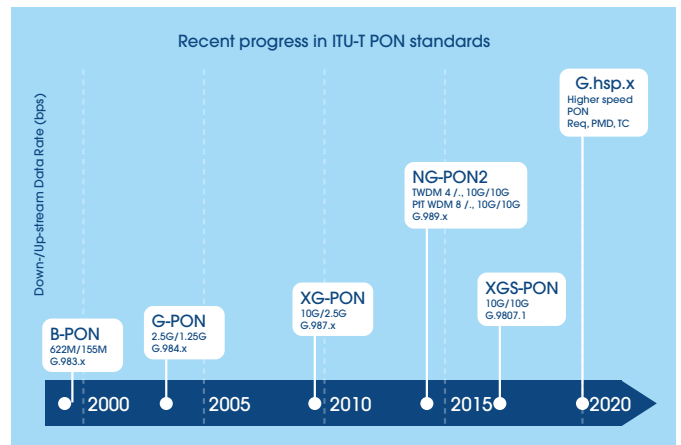 Recent progress in ITU-T PON standards
Down-/Up-stream Data Rate (bps)
G.hsp.x
Higher speed
PON
Req, PMD, TC
NG-PON2
TWDM 4 /., 10G/10G
PtT WDM 8 /., 10G/10G
G.989.x
XGS-PON
10G/10G
G.9807.1
XG-PON
10G/2.5G
G.987.x
G-PON
2.5G/1.25G
G.984.x
B-PON
622M/155M
G.983.x
2000 2005 2010 2015 2020